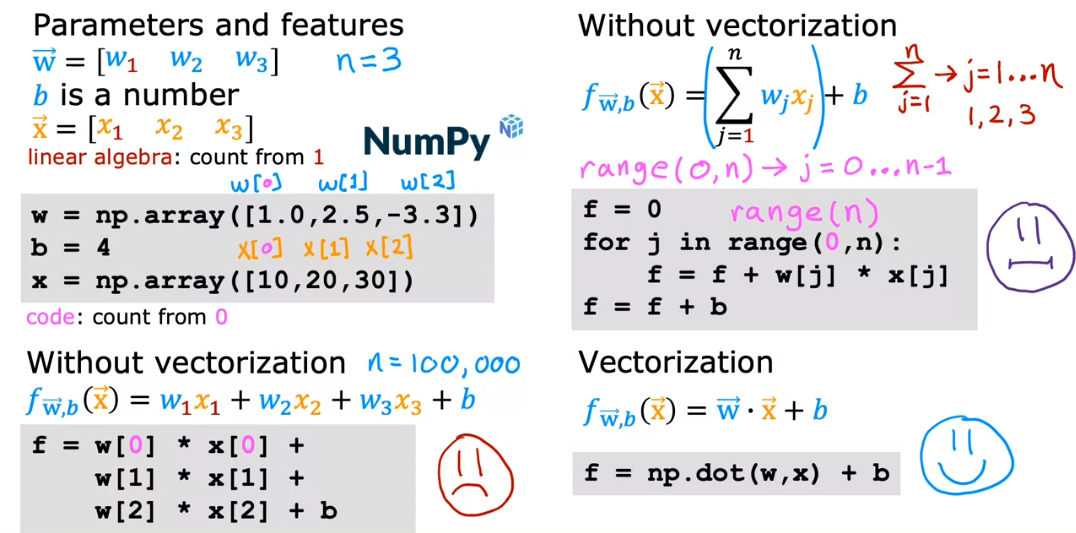 Parameters and features
w⃗ = [w₁ w₂ w₃] n=3
b is a number
x⃗ = [x₁ x₂ x₃]
linear algebra: count from 1
NumPy
w[0] w[1] w[2]
w = np.array([1.0,2.5,-3.3])
b = 4 x[0] x[1] x[2]
x = np.array([10,20,30])
code: count from 0
Without vectorization n=100,000
f_w⃗,b(x⃗) = w₁x₁ + w₂x₂ + w₃x₃ + b
f = w[0] * x[0] +
w[1] * x[1] +
w[2] * x[2] + b
Without vectorization
f_w⃗,b(x⃗) = (∑_{j=1}^{n} wⱼxⱼ) + b ∑_{j=1}^{n} → j=1...n
1,2,3
range(0,n) → j=0...n-1
f = 0 range(n)
for j in range(0,n):
f = f + w[j] * x[j]
f = f + b
Vectorization
f_w⃗,b(x⃗) = w⃗ · x⃗ + b
f = np.dot(w,x) + b